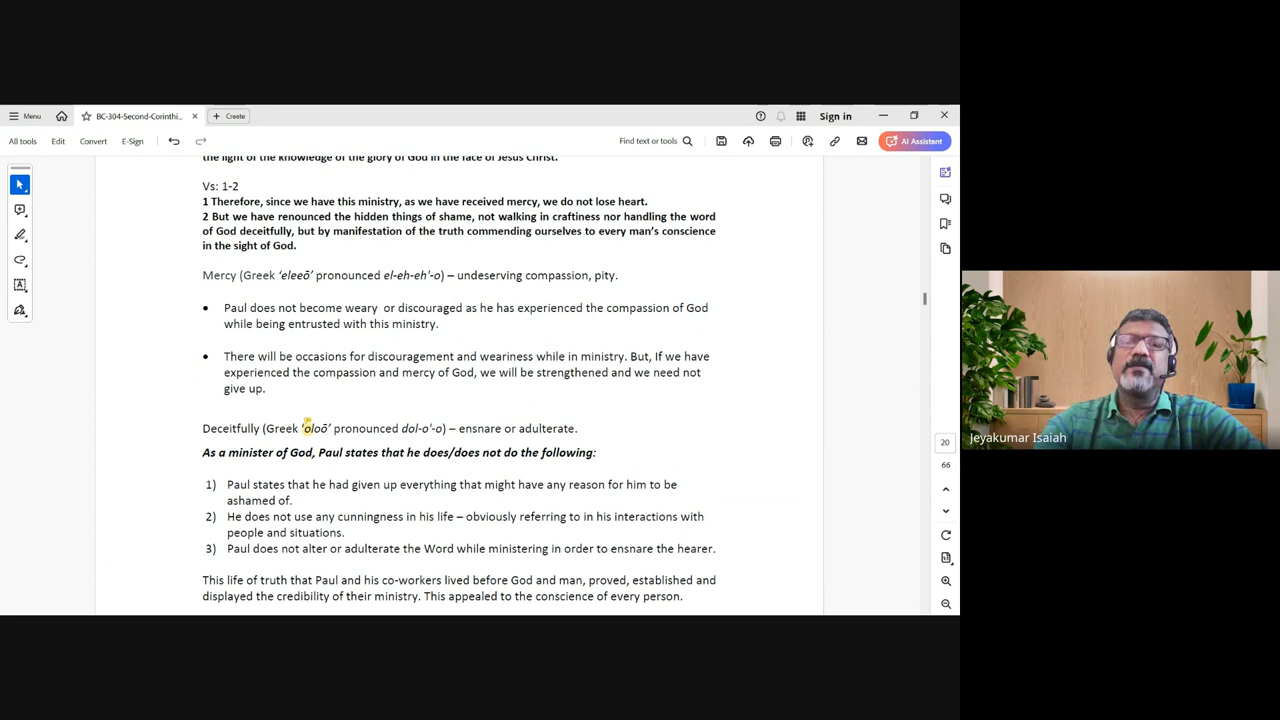 Menu
BC-304-Second-Corinthi...
Create
Sign in
All tools
Edit
Convert
E-Sign
Find text or tools
AI Assistant
the light of the knowledge of the glory of God in the face of Jesus Christ.
Vs: 1-2
1 Therefore, since we have this ministry, as we have received mercy, we do not lose heart.
2 But we have renounced the hidden things of shame, not walking in craftiness nor handling the word
of God deceitfully, but by manifestation of the truth commending ourselves to every man's conscience
in the sight of God.
Mercy (Greek 'eleeō' pronounced el-eh-eh'-o) – undeserving compassion, pity.
• Paul does not become weary or discouraged as he has experienced the compassion of God
while being entrusted with this ministry.
• There will be occasions for discouragement and weariness while in ministry. But, If we have
experienced the compassion and mercy of God, we will be strengthened and we need not
give up.
Deceitfully (Greek 'oloō' pronounced dol-o'-o) – ensnare or adulterate.
As a minister of God, Paul states that he does/does not do the following:
1) Paul states that he had given up everything that might have any reason for him to be
ashamed of.
2) He does not use any cunningness in his life – obviously referring to in his interactions with
people and situations.
3) Paul does not alter or adulterate the Word while ministering in order to ensnare the hearer.
This life of truth that Paul and his co-workers lived before God and man, proved, established and
displayed the credibility of their ministry. This appealed to the conscience of every person.
20
66
Jeyakumar Isaiah